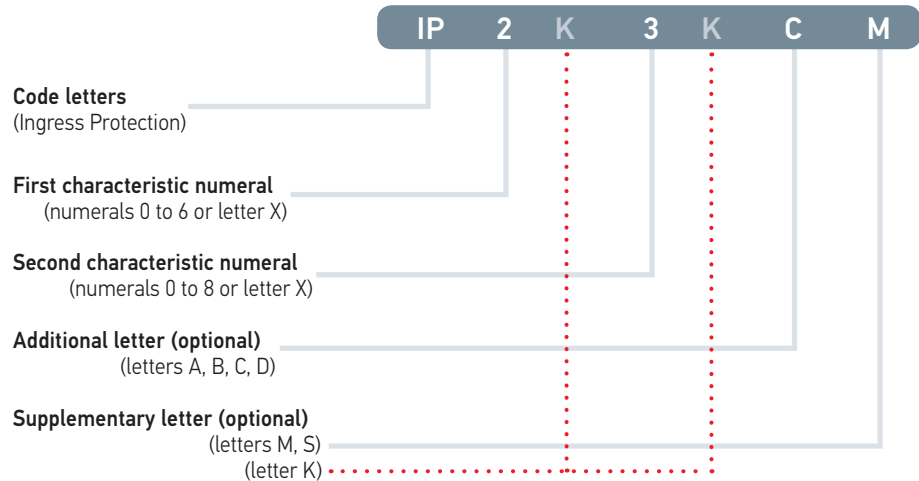 IP 2 K 3 K C M
Code letters
(Ingress Protection)
First characteristic numeral
(numerals 0 to 6 or letter X)
Second characteristic numeral
(numerals 0 to 8 or letter X)
Additional letter (optional)
(letters A, B, C, D)
Supplementary letter (optional)
(letters M, S)
(letter K)